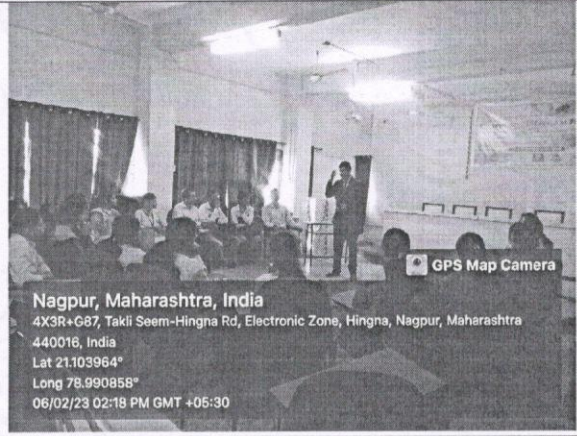 GPS Map Camera
Nagpur, Maharashtra, India
4X3R+G87, Takli Seem-Hingna Rd, Electronic Zone, Hingna, Nagpur, Maharashtra
440016, India
Lat 21.103964°
Long 78.990858°
06/02/23 02:18 PM GMT +05:30